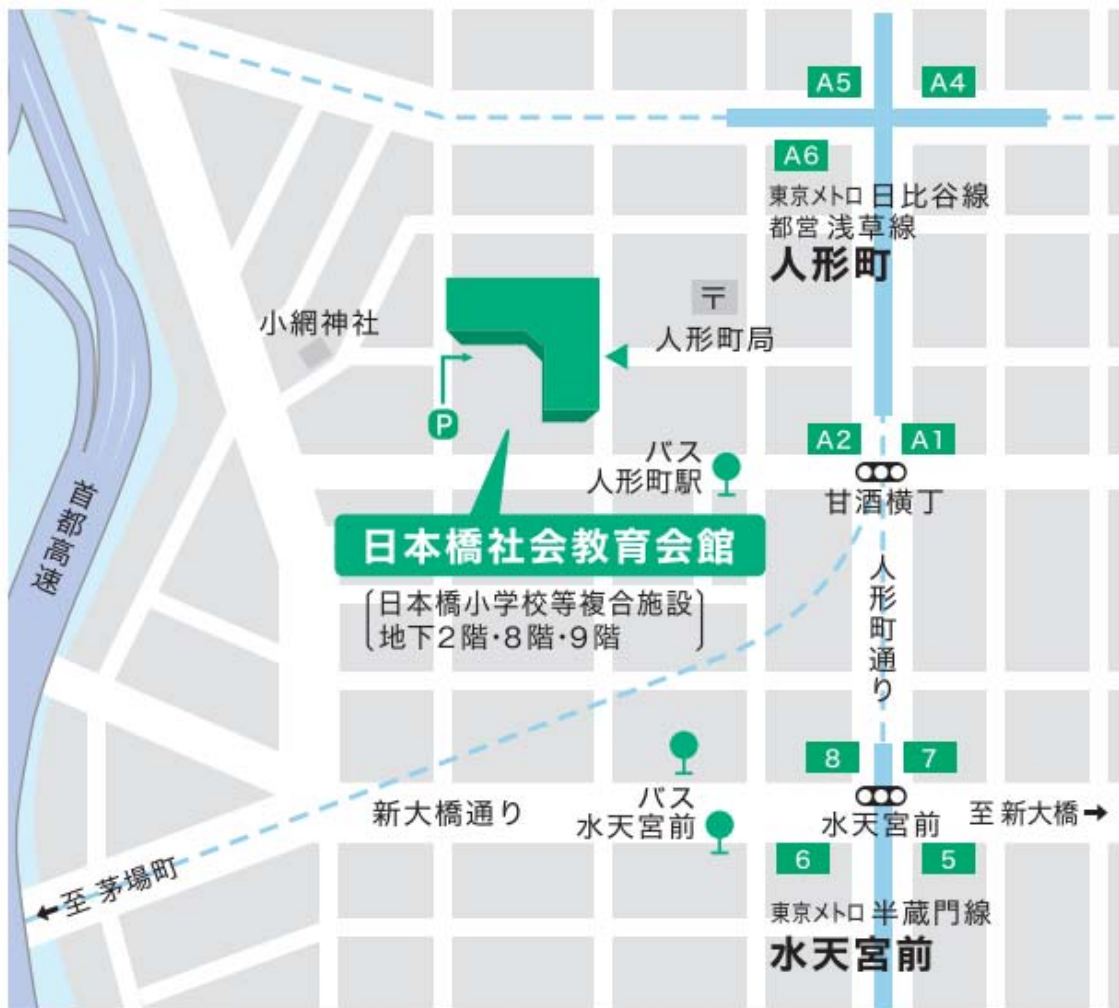 A5
A4
A6
東京メトロ 日比谷線
都営 浅草線
人形町
〒
人形町局
小網神社
P
A2
A1
バス
人形町駅
甘酒横丁
首都高速
日本橋社会教育会館
日本橋小学校等複合施設
地下2階・8階・9階
人形町通り
8
7
バス
水天宮前
新大橋通り
水天宮前
至 新大橋→
6
5
←至 茅場町
東京メトロ 半蔵門線
水天宮前